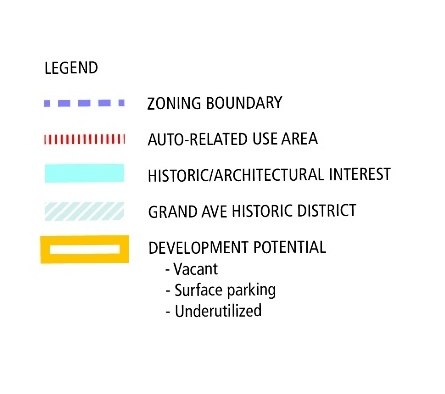 LEGEND
ZONING BOUNDARY
AUTO-RELATED USE AREA
HISTORIC/ARCHITECTURAL INTEREST
GRAND AVE HISTORIC DISTRICT
DEVELOPMENT POTENTIAL
- Vacant
- Surface parking
- Underutilized